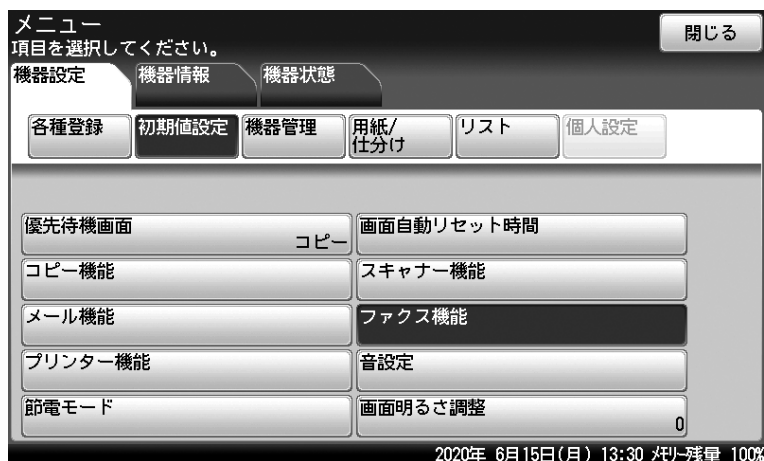 メニュー
項目を選択してください。
閉じる
機器設定 機器情報 機器状態
各種登録 初期値設定 機器管理 用紙/ リスト 個人設定
仕分け
優先待機画面 画面自動リセット時間
コピー
コピー機能 スキャナー機能
メール機能 ファクス機能
プリンター機能 音設定
節電モード 画面明るさ調整
0
2020年 6月15日(月) 13:30 ﾒﾓﾘｰ残量 100%